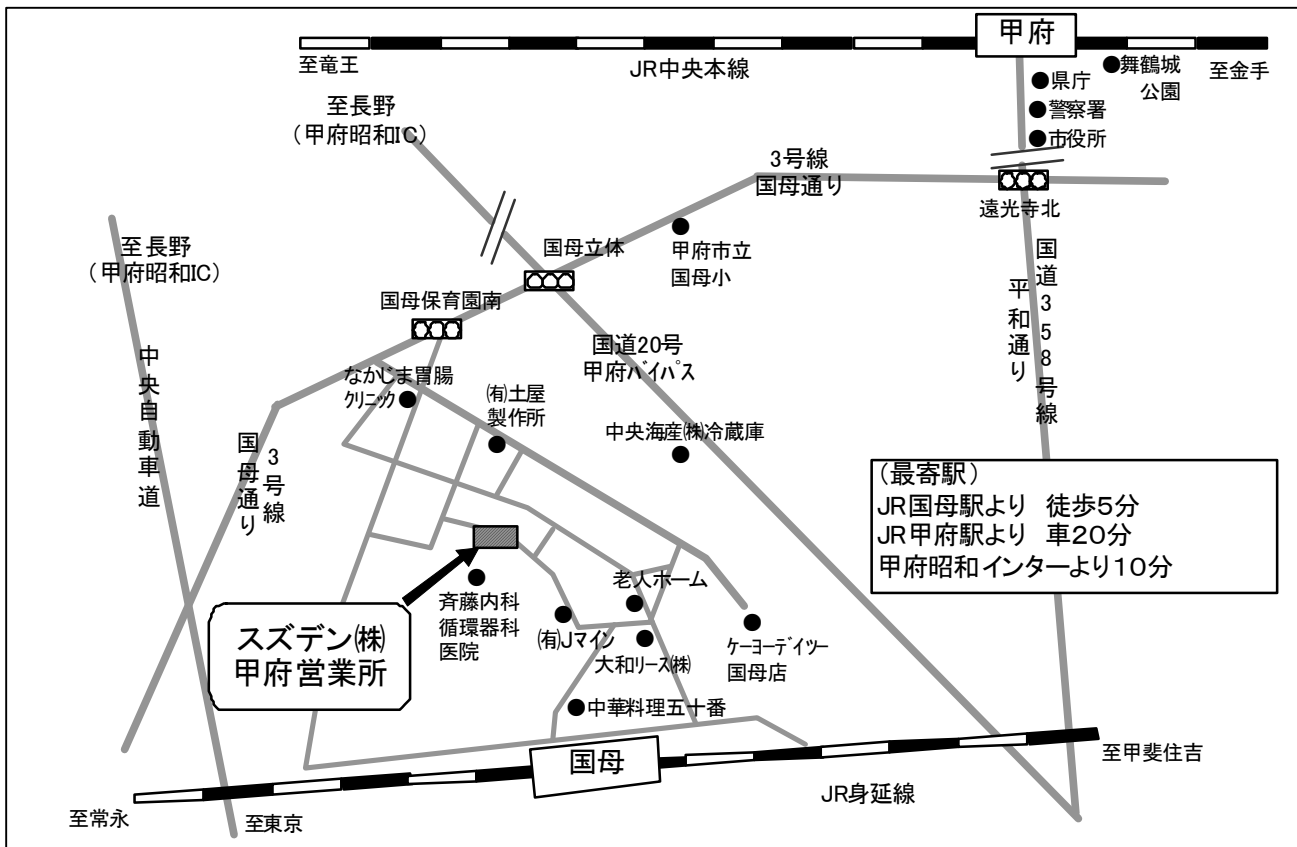 甲府
至竜王
JR中央本線
舞鶴城
公園
至金手
県庁
警察署
市役所
至長野
（甲府昭和IC）
3号線
国母通り
遠光寺北
至長野
（甲府昭和IC）
国母立体
甲府市立
国母小
国母保育園南
国道358号線
平和通り
国道20号
甲府ﾊﾞｲﾊﾟｽ
中央自動車道
なかじま胃腸
ｸﾘﾆｯｸ
㈲土屋
製作所
中央海産㈱冷蔵庫
3号線
国母通り
（最寄駅）
JR国母駅より　徒歩5分
JR甲府駅より　車20分
甲府昭和インターより10分
老人ホーム
斉藤内科
循環器科
医院
㈲Jマイン
大和リース㈱
ｹｰﾖｰﾃﾞｲﾂｰ
国母店
スズデン㈱
甲府営業所
中華料理五十番
国母
至甲斐住吉
JR身延線
至常永
至東京